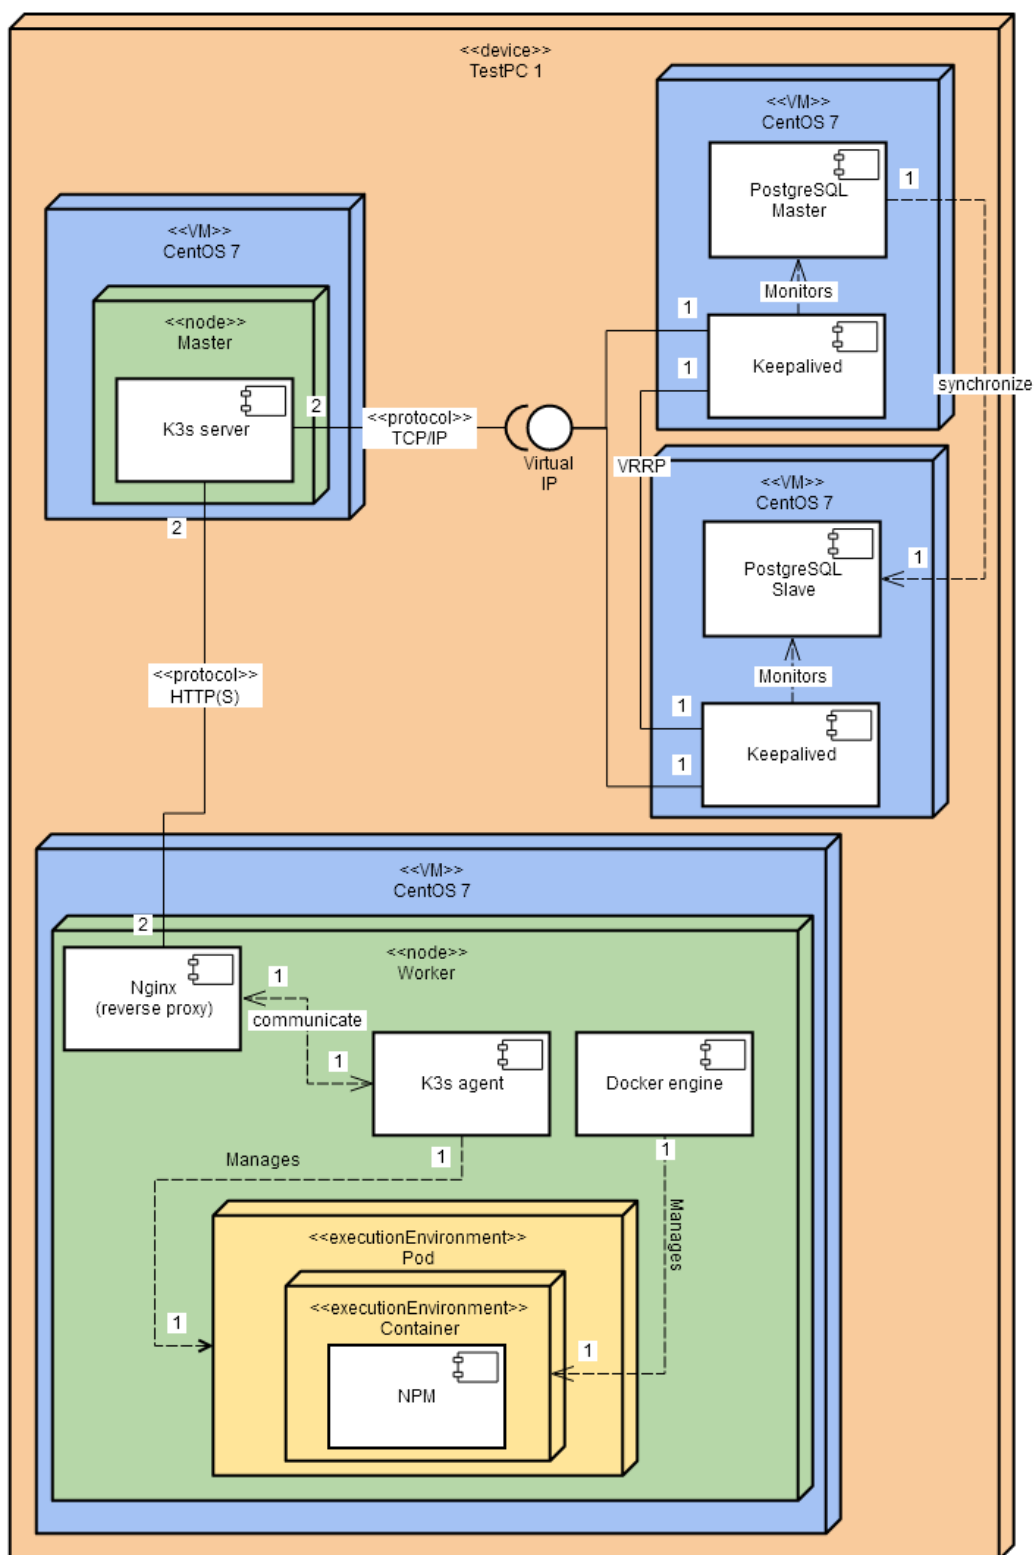 <<device>>
TestPC 1
<<VM>>
CentOS 7
PostgreSQL
Master
1
Monitors
1
Keepalived
1
synchronize
<<VM>>
CentOS 7
<<node>>
Master
K3s server
2
<<protocol>>
TCP/IP
Virtual
IP
VRRP
2
<<VM>>
CentOS 7
PostgreSQL
Slave
1
Monitors
1
Keepalived
1
<<protocol>>
HTTP(S)
<<VM>>
CentOS 7
2
<<node>>
Worker
Nginx
(reverse proxy)
1
communicate
1
K3s agent
Docker engine
1
1
Manages
Manages
<<executionEnvironment>>
Pod
<<executionEnvironment>>
Container
1
1
NPM